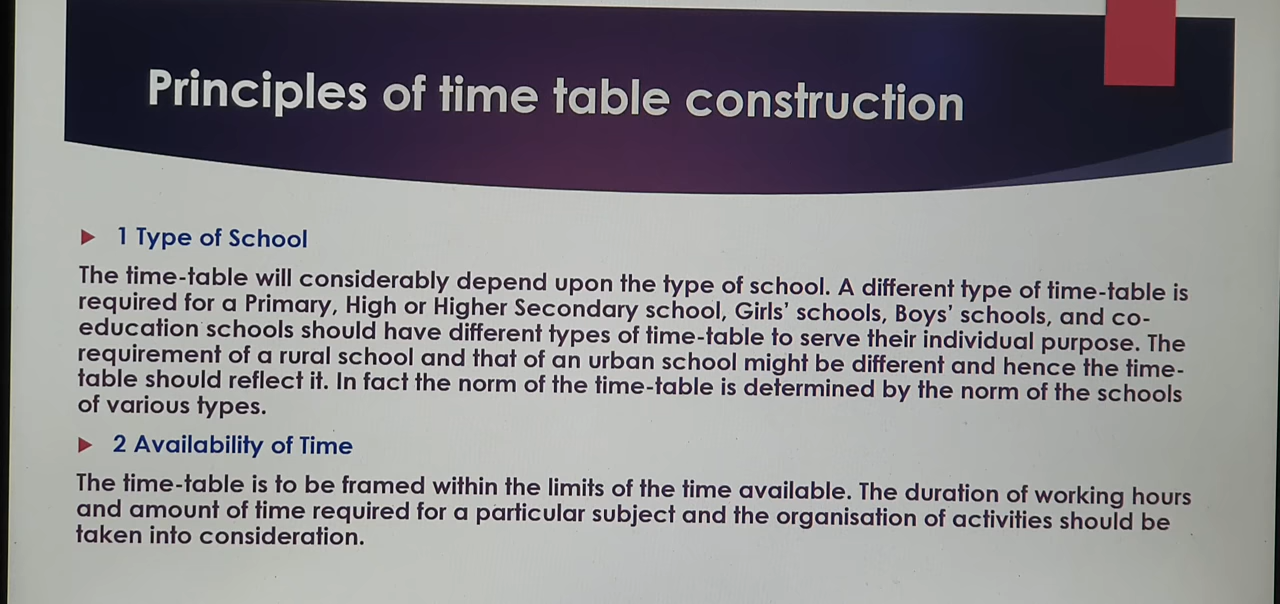 Principles of time table construction
1 Type of School
The time-table will considerably depend upon the type of school. A different type of time-table is
required for a Primary, High or Higher Secondary school, Girls' schools, Boys' schools, and co-
education schools should have different types of time-table to serve their individual purpose. The
requirement of a rural school and that of an urban school might be different and hence the time-
table should reflect it. In fact the norm of the time-table is determined by the norm of the schools
of various types.
2 Availability of Time
The time-table is to be framed within the limits of the time available. The duration of working hours
and amount of time required for a particular subject and the organisation of activities should be
taken into consideration.